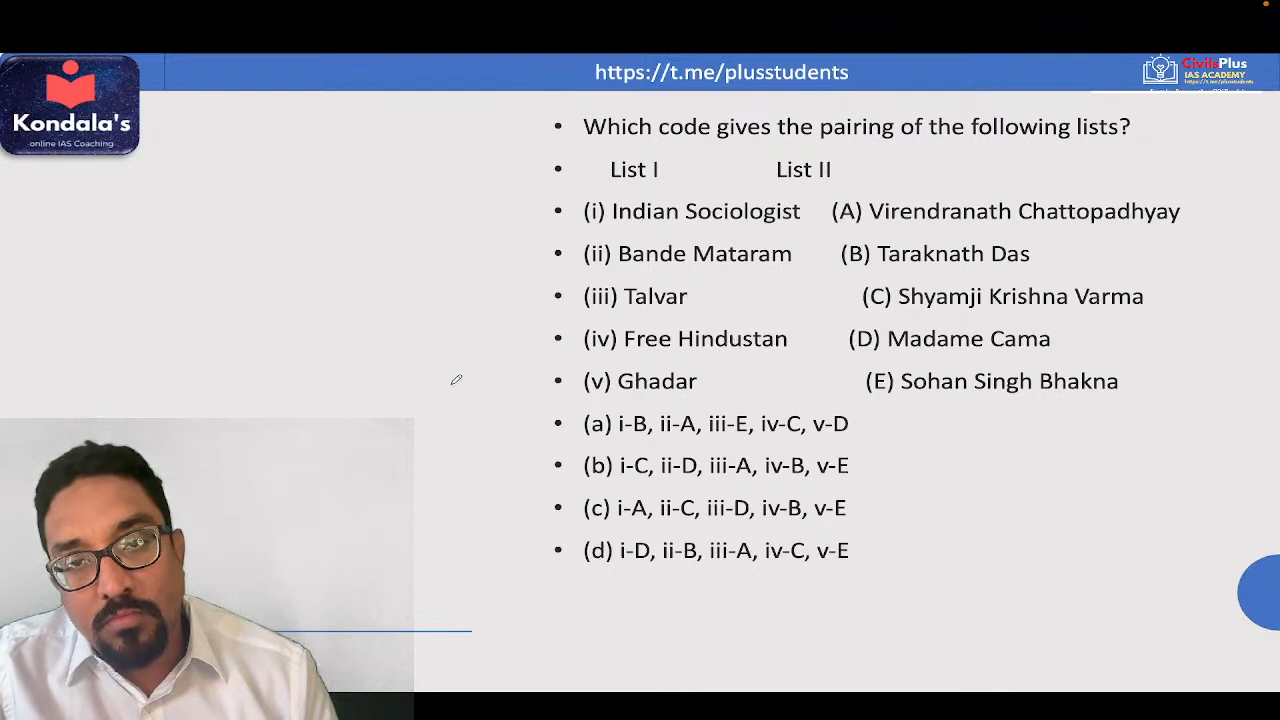 https://t.me/plusstudents
CivilsPlus
IAS ACADEMY
https://t.me/plusstudents
Kondala's
online IAS Coaching
• Which code gives the pairing of the following lists?
• List I List II
• (i) Indian Sociologist (A) Virendranath Chattopadhyay
• (ii) Bande Mataram (B) Taraknath Das
• (iii) Talvar (C) Shyamji Krishna Varma
• (iv) Free Hindustan (D) Madame Cama
• (v) Ghadar (E) Sohan Singh Bhakna
• (a) i-B, ii-A, iii-E, iv-C, v-D
• (b) i-C, ii-D, iii-A, iv-B, v-E
• (c) i-A, ii-C, iii-D, iv-B, v-E
• (d) i-D, ii-B, iii-A, iv-C, v-E